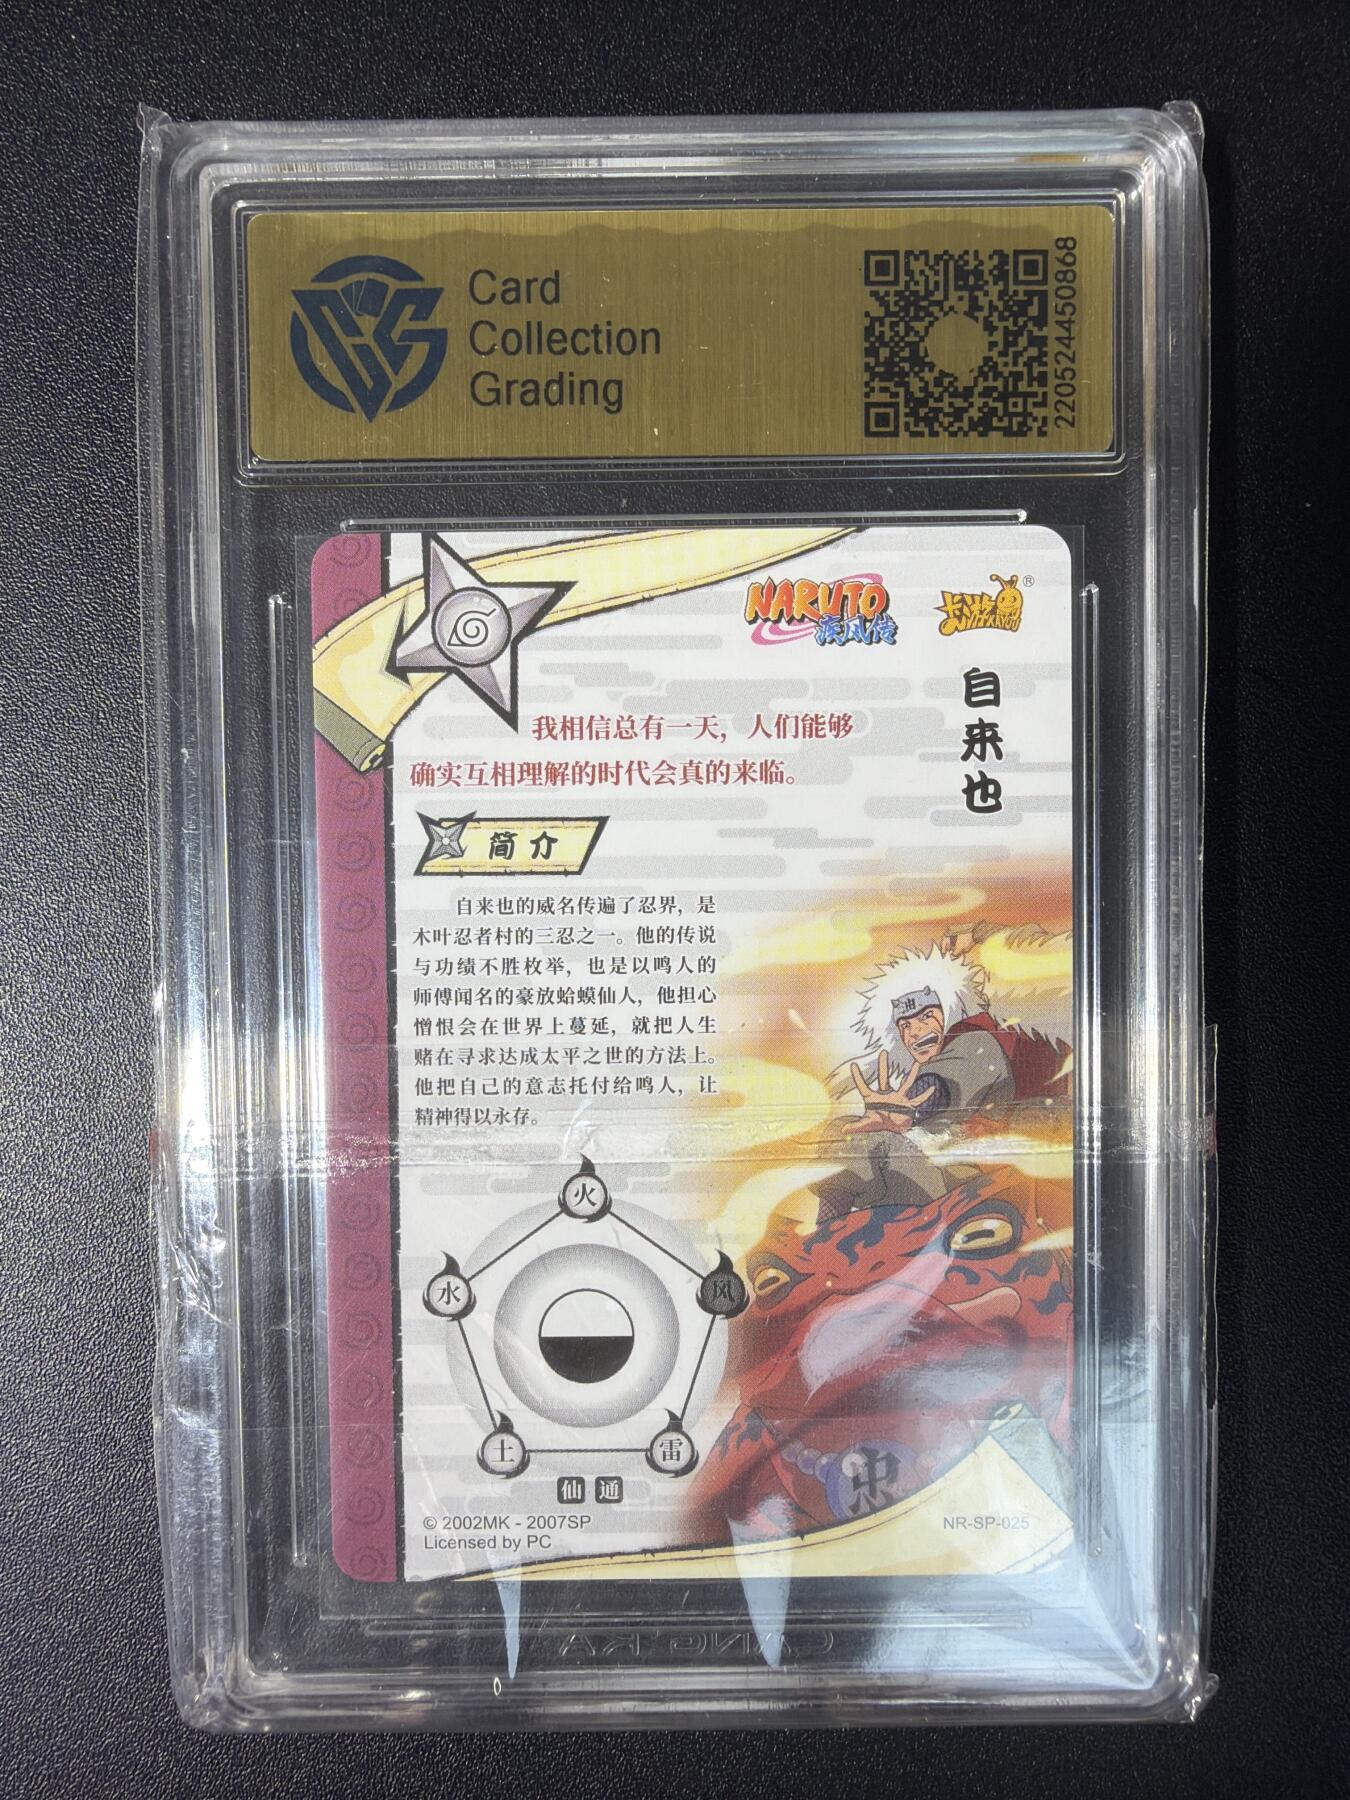 Card
Collection
Grading
2205244450868
NARUTO
疾风传
卡游
KAYOU
®
自来也
我相信总有一天，人们能够
确实互相理解的时代会真的来临。
简介
自来也的威名传遍了忍界，是
木叶忍者村的三忍之一。他的传说
与功绩不胜枚举，也是以鸣人的
师傅闻名的豪放蛤蟆仙人，他担心
憎恨会在世界上蔓延，就把人生
赌在寻求达成太平之世的方法上。
他把自己的意志托付给鸣人，让
精神得以永存。
油
火
水
风
土
雷
仙 通
忠
© 2002MK - 2007SP
Licensed by PC
NR-SP-025